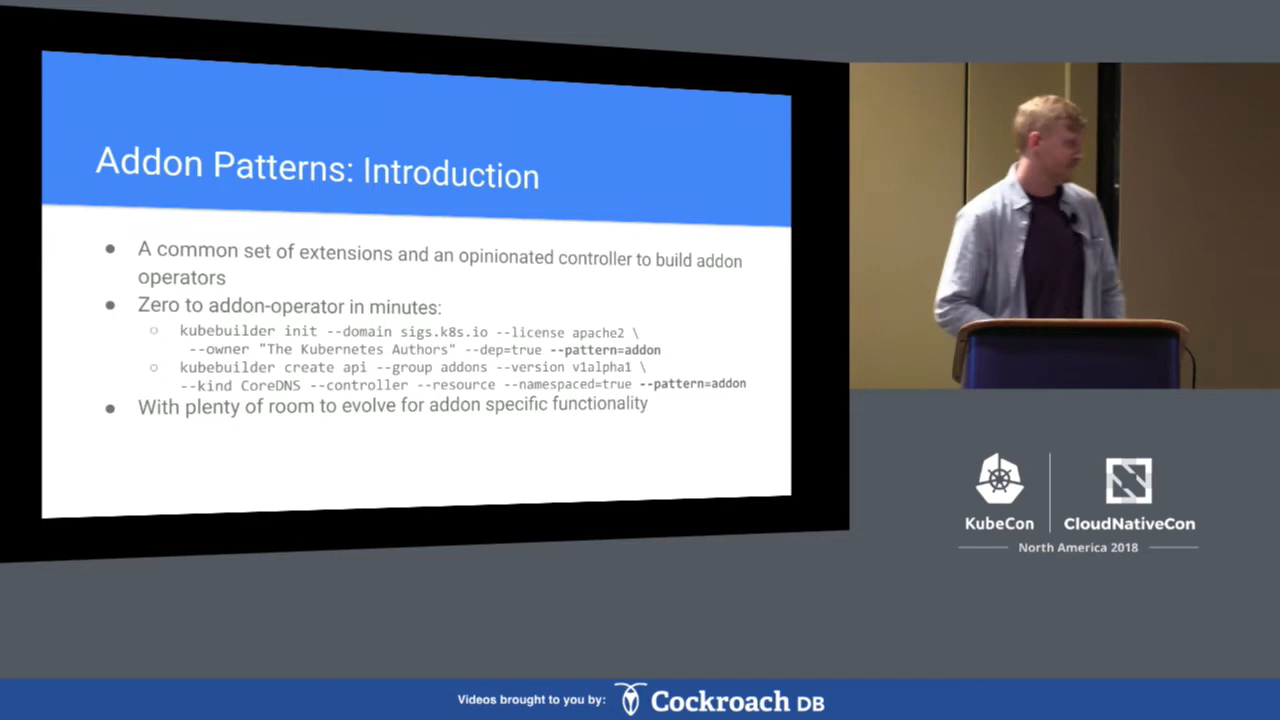 Addon Patterns: Introduction
● A common set of extensions and an opinionated controller to build addon
operators
● Zero to addon-operator in minutes:
○ kubebuilder init --domain sigs.k8s.io --license apache2 \
--owner "The Kubernetes Authors" --dep=true --pattern=addon
○ kubebuilder create api --group addons --version v1alpha1 \
--kind CoreDNS --controller --resource --namespaced=true --pattern=addon
● With plenty of room to evolve for addon specific functionality
KubeCon
CloudNativeCon
North America 2018
Videos brought to you by:
Cockroach DB